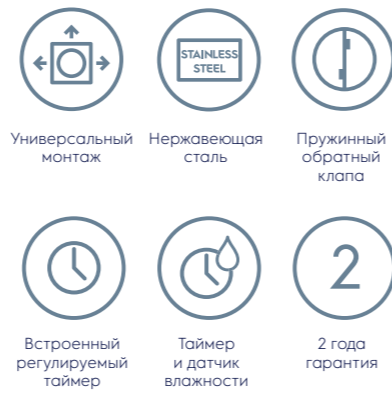 STAINLESS
STEEL
Универсальный
монтаж
Нержавеющая
сталь
Пружинный
обратный
клапа
2
Встроенный
регулируемый
таймер
Таймер
и датчик
влажности
2 года
гарантия